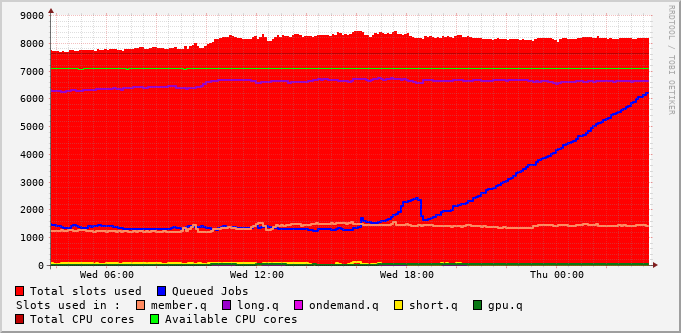 9000
8000
7000
6000
5000
4000
3000
2000
1000
0
Wed 06:00 Wed 12:00 Wed 18:00 Thu 00:00
RRDTOOL / TOBI OETIKER
Total slots used Queued Jobs
Slots used in : member.q long.q ondemand.q short.q gpu.q
Total CPU cores Available CPU cores